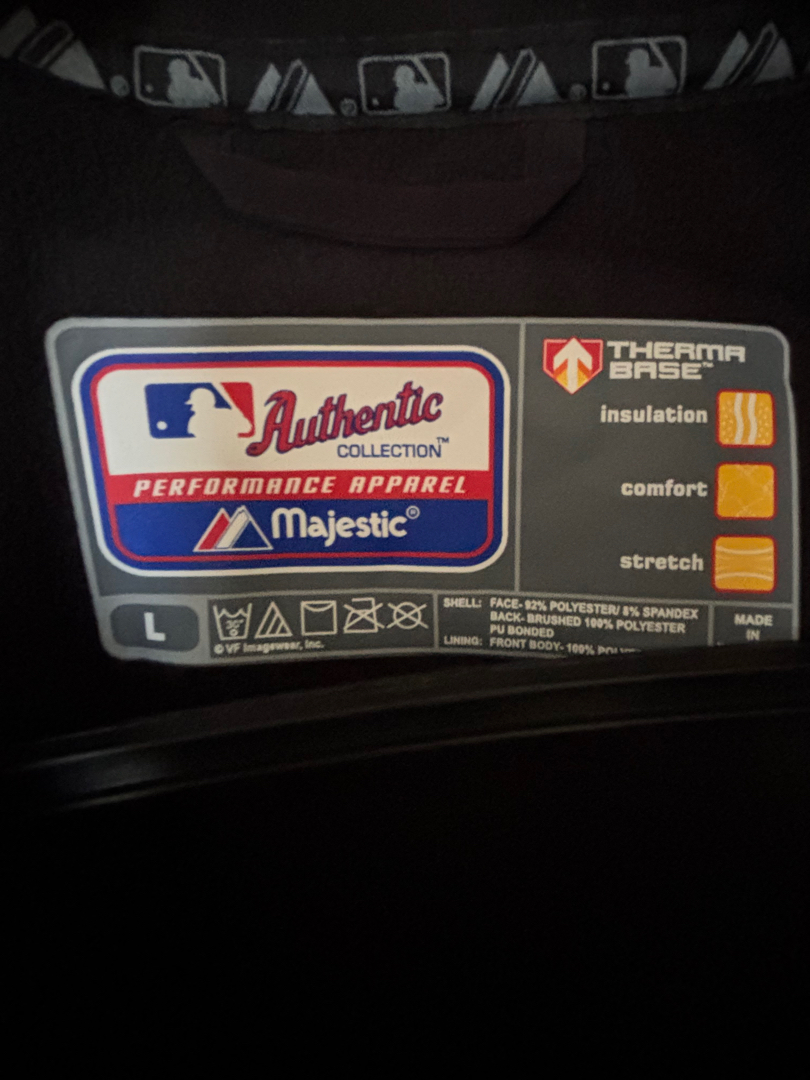 Authentic
COLLECTION™
PERFORMANCE APPAREL
Majestic®
THERMA
BASE™
insulation
comfort
stretch
L
30°
© VF Imagewear, Inc.
SHELL: FACE- 92% POLYESTER/ 8% SPANDEX
BACK- BRUSHED 100% POLYESTER
PU BONDED
LINING: FRONT BODY- 100%
MADE
IN